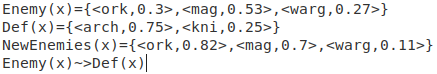 Enemy(x)={<ork,0.3>,<mag,0.53>,<warg,0.27>}
Def(x)={<arch,0.75>,<kni,0.25>}
NewEnemies(x)={<ork,0.82>,<mag,0.7>,<warg,0.11>}
Enemy(x)~>Def(x)